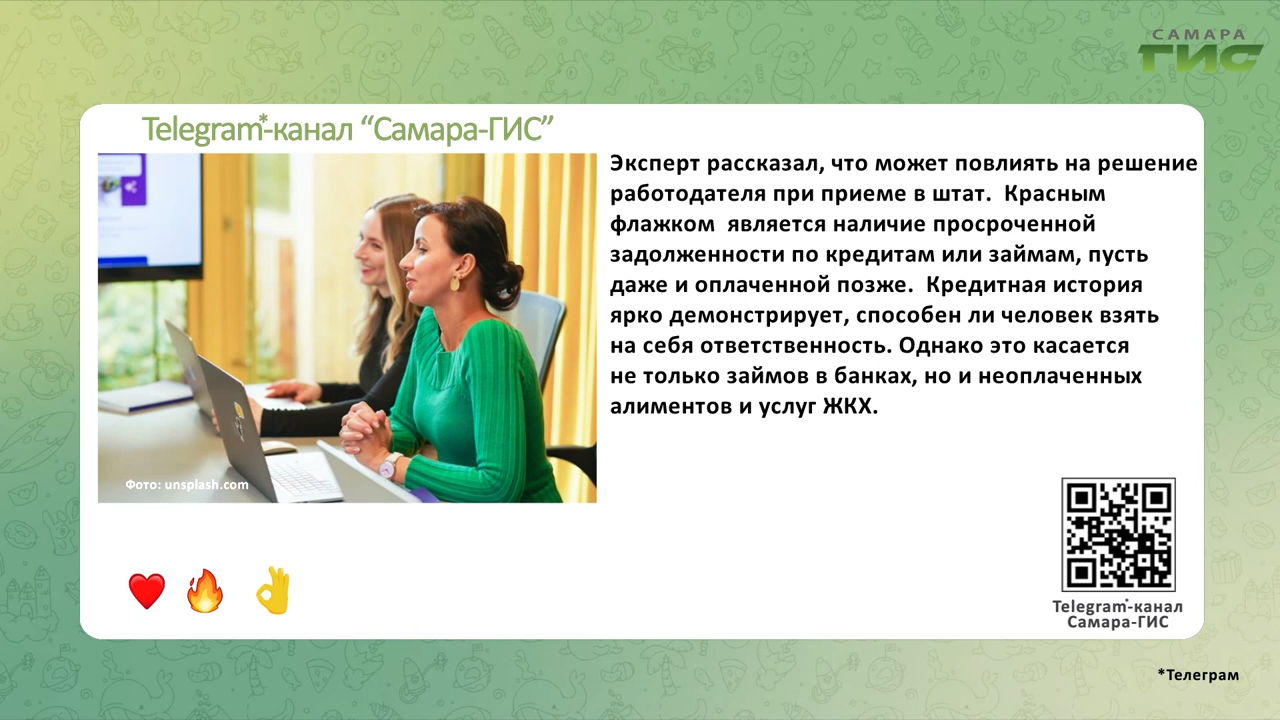 САМАРА
ГИС
Telegram*-канал “Самара-ГИС”
Эксперт рассказал, что может повлиять на решение
работодателя при приеме в штат. Красным
флажком является наличие просроченной
задолженности по кредитам или займам, пусть
даже и оплаченной позже. Кредитная история
ярко демонстрирует, способен ли человек взять
на себя ответственность. Однако это касается
не только займов в банках, но и неоплаченных
алиментов и услуг ЖКХ.
Фото: unsplash.com
Telegram*-канал
Самара-ГИС
*Телеграм